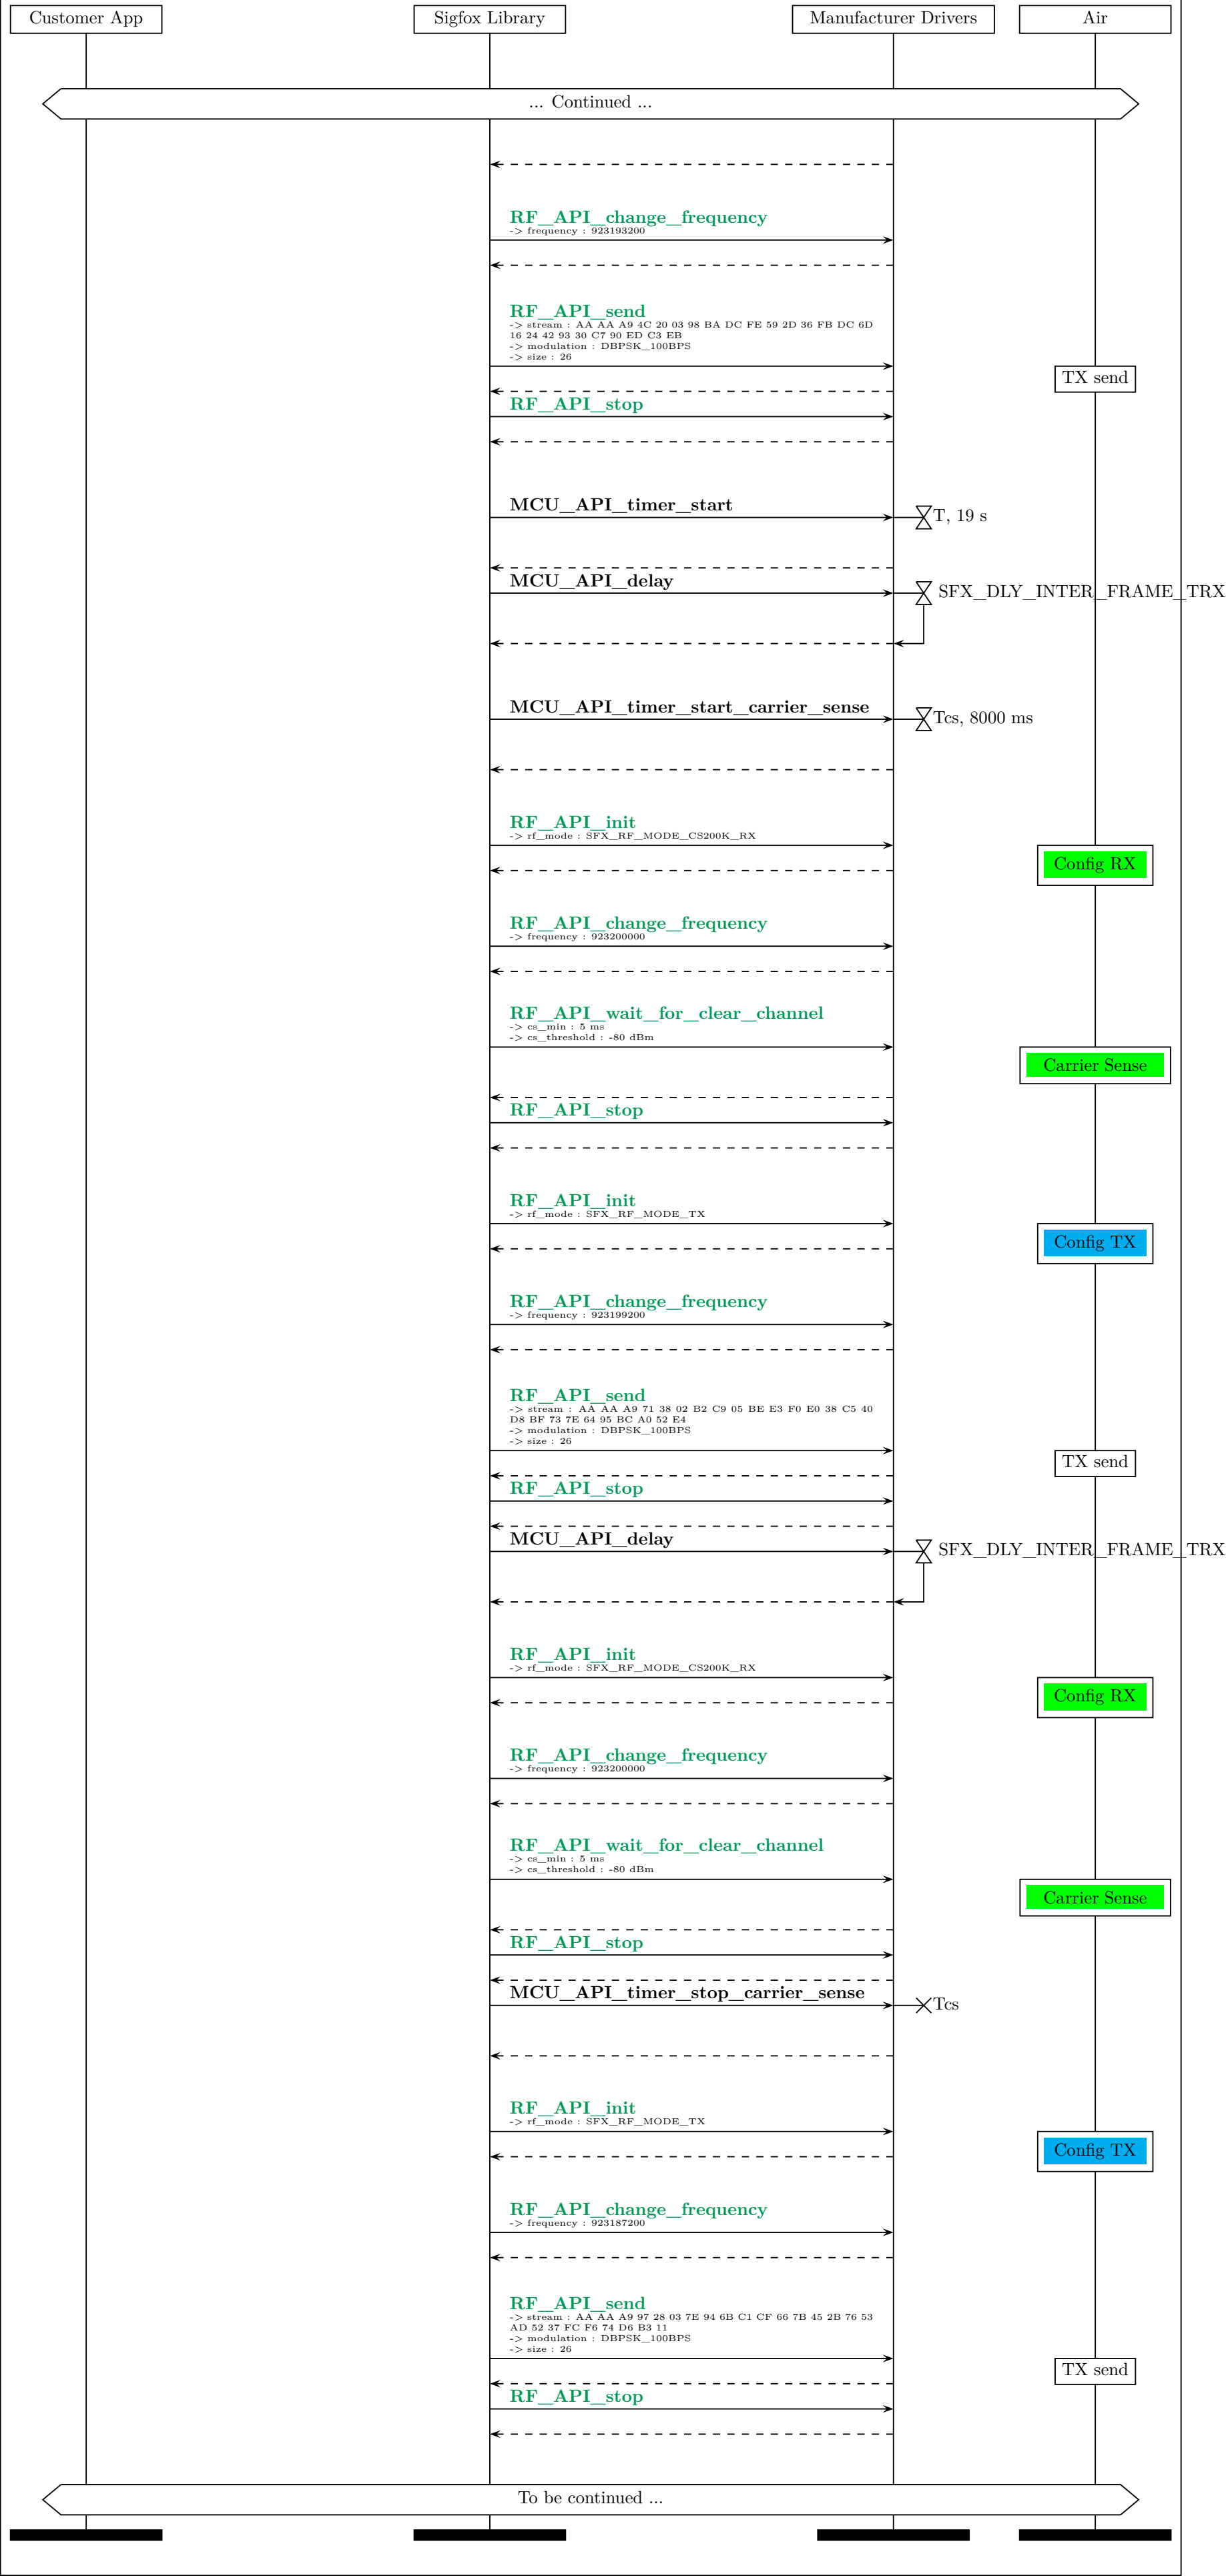 Customer App
Sigfox Library
Manufacturer Drivers
Air
... Continued ...
RF_API_change_frequency
-> frequency : 923193200
RF_API_send
-> stream : AA AA A9 4C 20 03 98 BA DC FE 59 2D 36 FB DC 6D
16 24 42 93 30 C7 90 ED C3 EB
-> modulation : DBPSK_100BPS
-> size : 26
TX send
RF_API_stop
MCU_API_timer_start
T, 19 s
MCU_API_delay
SFX_DLY_INTER_FRAME_TRX
MCU_API_timer_start_carrier_sense
Tcs, 8000 ms
RF_API_init
-> rf_mode : SFX_RF_MODE_CS200K_RX
Config RX
RF_API_change_frequency
-> frequency : 923200000
RF_API_wait_for_clear_channel
-> cs_min : 5 ms
-> cs_threshold : -80 dBm
Carrier Sense
RF_API_stop
RF_API_init
-> rf_mode : SFX_RF_MODE_TX
Config TX
RF_API_change_frequency
-> frequency : 923199200
RF_API_send
-> stream : AA AA A9 71 38 02 B2 C9 05 BE E3 F0 E0 38 C5 40
D8 BF 73 7E 64 95 BC A0 52 E4
-> modulation : DBPSK_100BPS
-> size : 26
TX send
RF_API_stop
MCU_API_delay
SFX_DLY_INTER_FRAME_TRX
RF_API_init
-> rf_mode : SFX_RF_MODE_CS200K_RX
Config RX
RF_API_change_frequency
-> frequency : 923200000
RF_API_wait_for_clear_channel
-> cs_min : 5 ms
-> cs_threshold : -80 dBm
Carrier Sense
RF_API_stop
MCU_API_timer_stop_carrier_sense
Tcs
RF_API_init
-> rf_mode : SFX_RF_MODE_TX
Config TX
RF_API_change_frequency
-> frequency : 923187200
RF_API_send
-> stream : AA AA A9 97 28 03 7E 94 6B C1 CF 66 7B 45 2B 76 53
AD 52 37 FC F6 74 D6 B3 11
-> modulation : DBPSK_100BPS
-> size : 26
TX send
RF_API_stop
To be continued ...